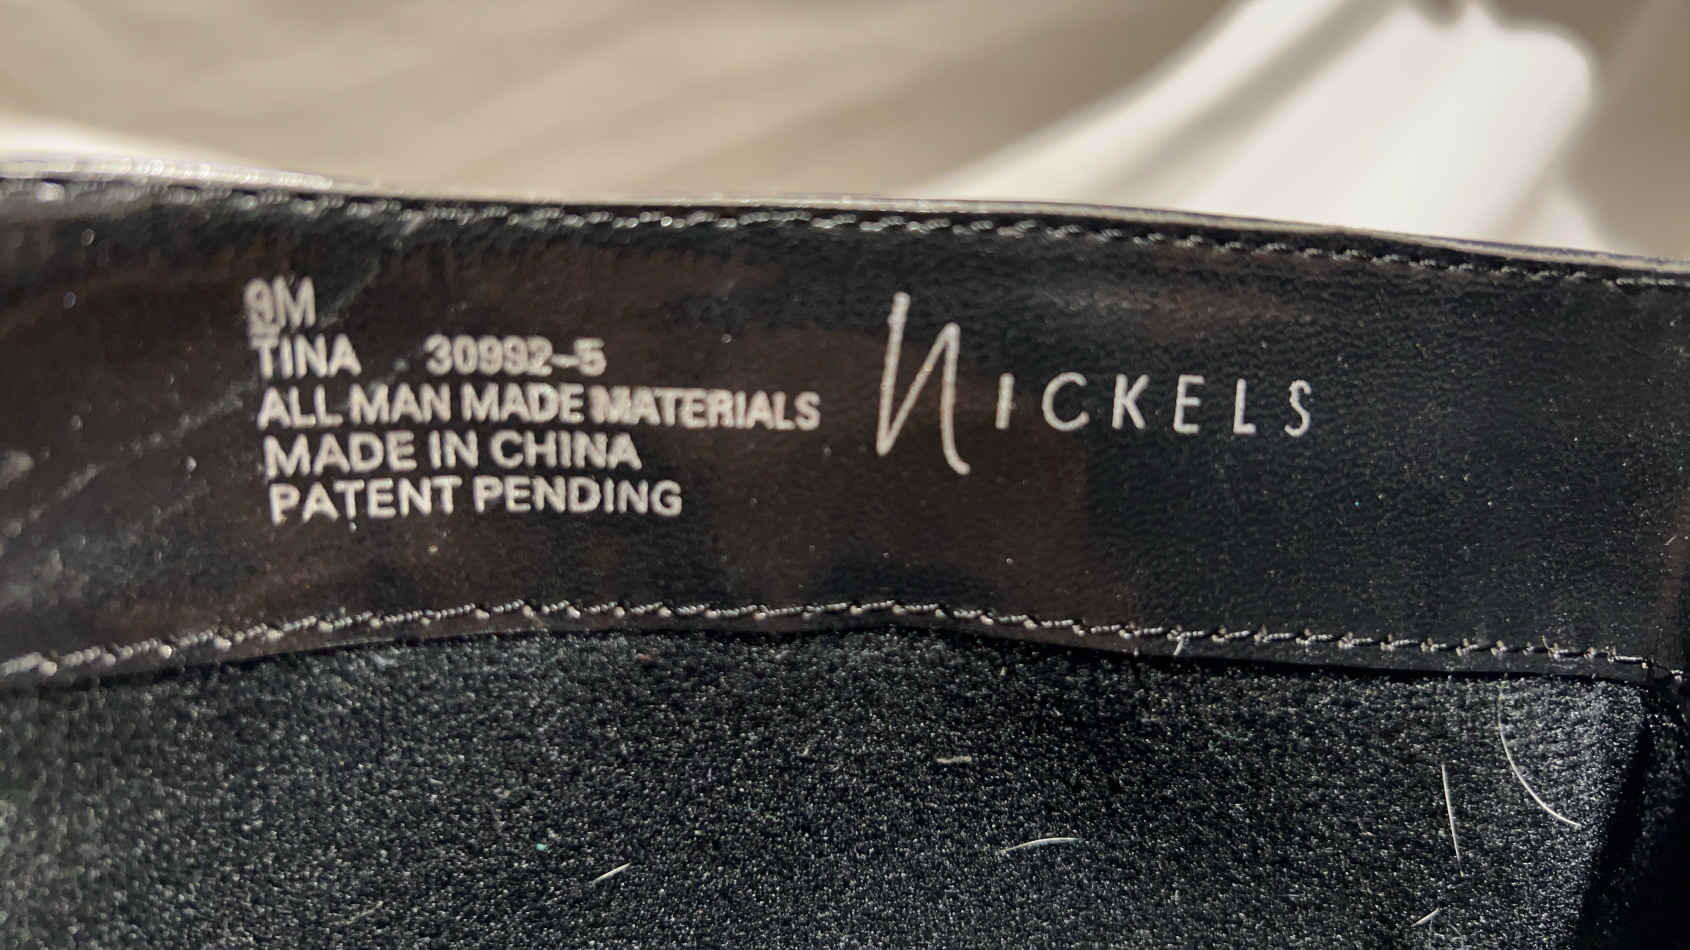 9M
TINA 30992-5
ALL MAN MADE MATERIALS
MADE IN CHINA
PATENT PENDING
NICKELS